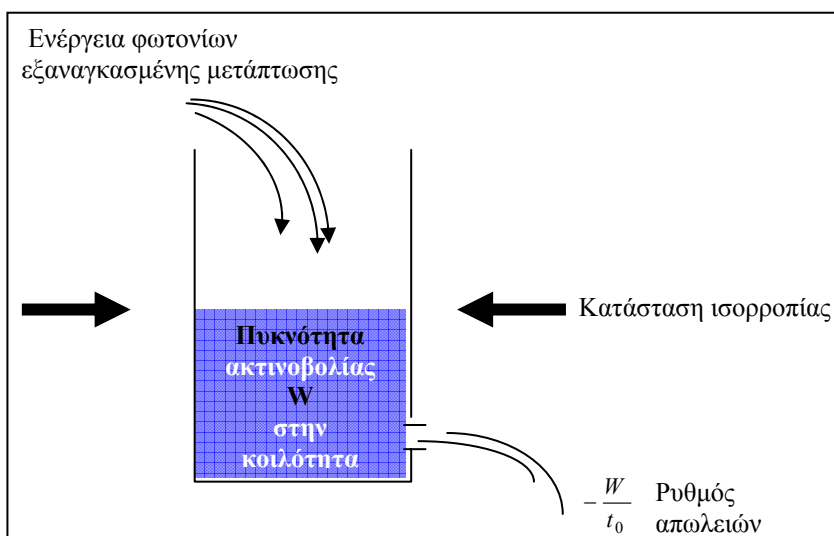 Ενέργεια φωτονίων
εξαναγκασμένης μετάπτωσης
Κατάσταση ισορροπίας
Πυκνότητα
ακτινοβολίας
W
στην
κοιλότητα
− W / t₀ Ρυθμός
απωλειών